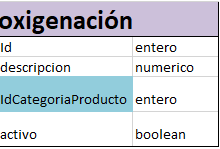 oxigenación
Id entero
descripcion numerico
IdCategoriaProducto entero
activo boolean